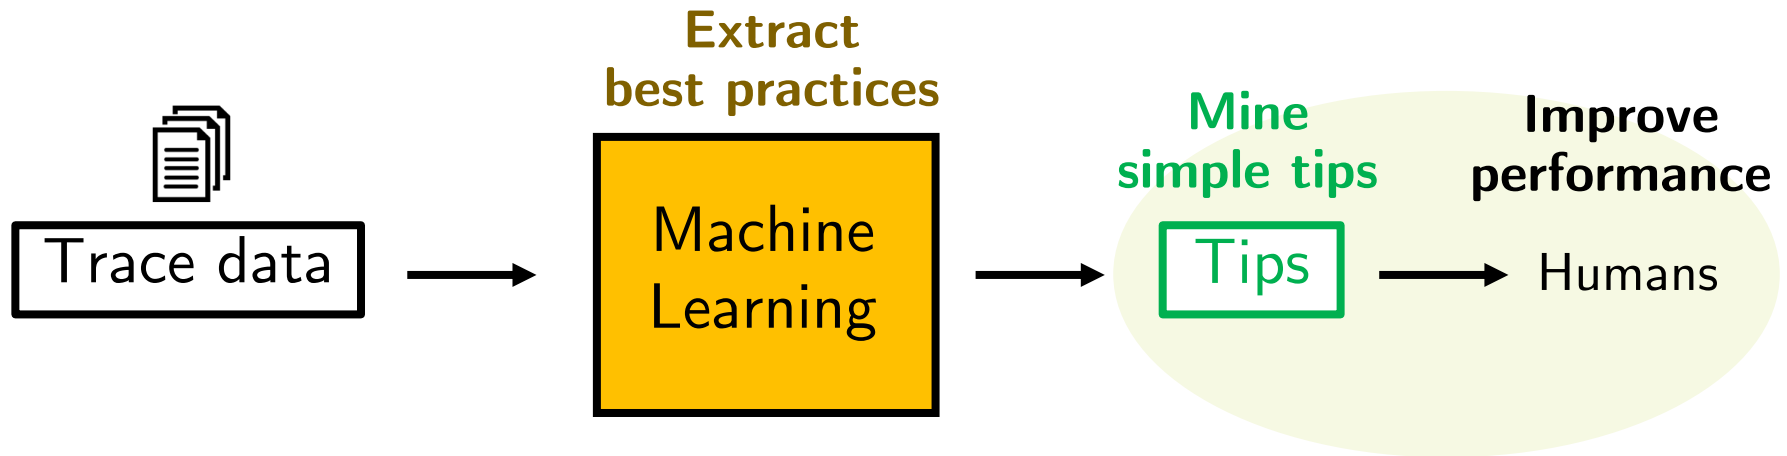 Extract
best practices
Mine
simple tips
Improve
performance
Trace data
Machine
Learning
Tips
Humans